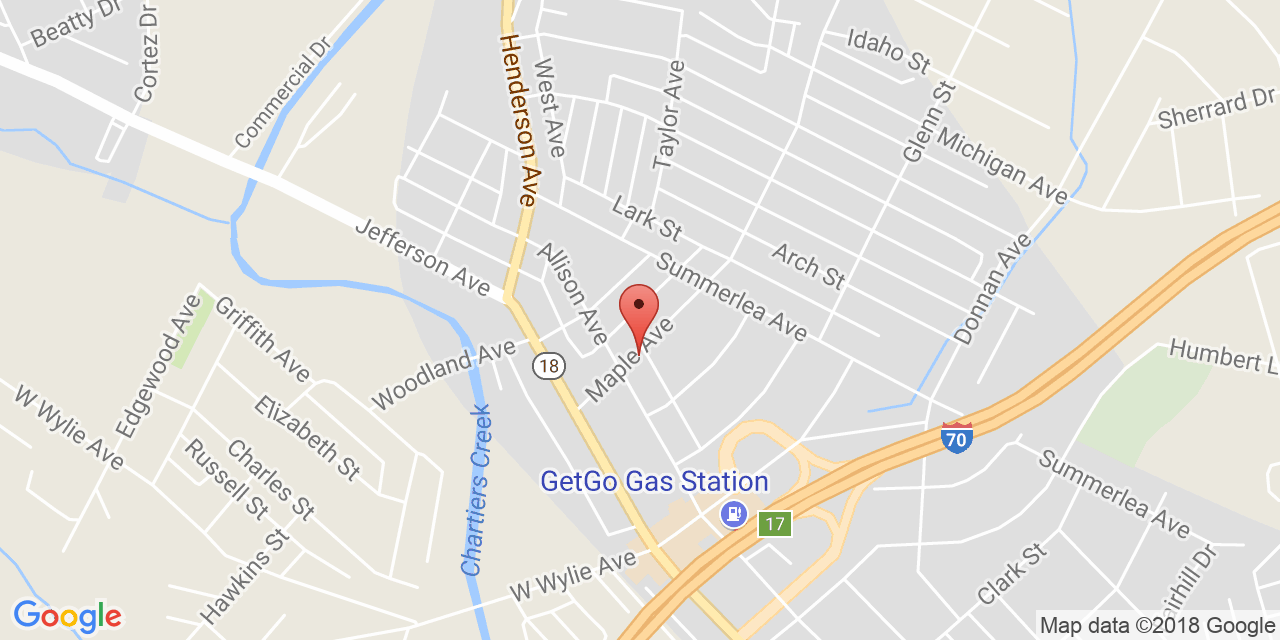 Beatty Dr
Cortez Dr
Commercial Dr
Henderson Ave
West Ave
Taylor Ave
Idaho St
Glenn St
Sherrard Dr
Michigan Ave
Lark St
Jefferson Ave
Allison Ave
Summerlea Ave
Arch St
Donnan Ave
Edgewood Ave
Griffith Ave
Woodland Ave
18
Maple Ave
Humbert L
W Wylie Ave
Elizabeth St
Charles St
Russell St
Chartiers Creek
70
GetGo Gas Station
17
Summerlea Ave
Hawkins St
W Wylie Ave
Clark St
airhill Dr
Google
Map data ©2018 Google